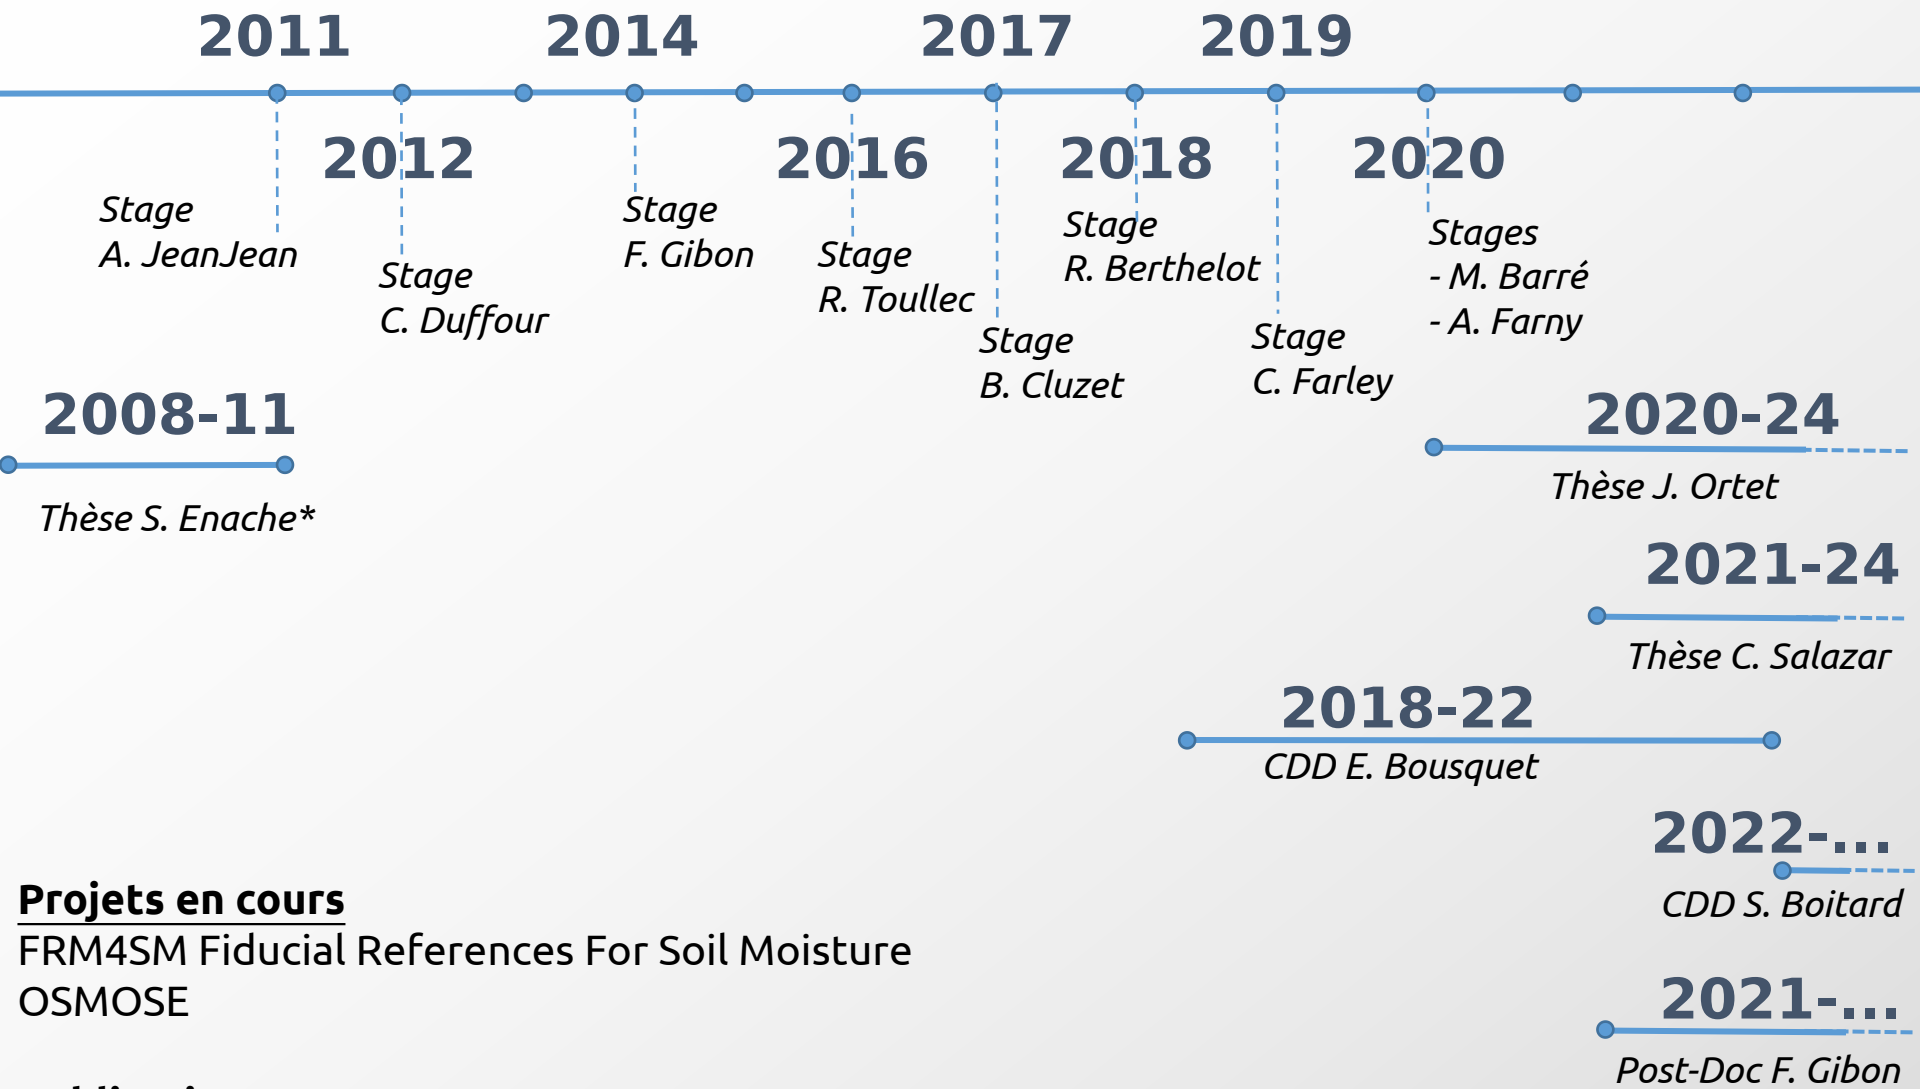 2011
2014
2017
2019
2012
2016
2018
2020
Stage
A. JeanJean
Stage
C. Duffour
Stage
F. Gibon
Stage
R. Toullec
Stage
B. Cluzet
Stage
R. Berthelot
Stage
C. Farley
Stages
- M. Barré
- A. Farny
2008-11
Thèse S. Enache*
2020-24
Thèse J. Ortet
2021-24
Thèse C. Salazar
2018-22
CDD E. Bousquet
2022-...
CDD S. Boitard
2021-...
Post-Doc F. Gibon
Projets en cours
FRM4SM Fiducial References For Soil Moisture
OSMOSE